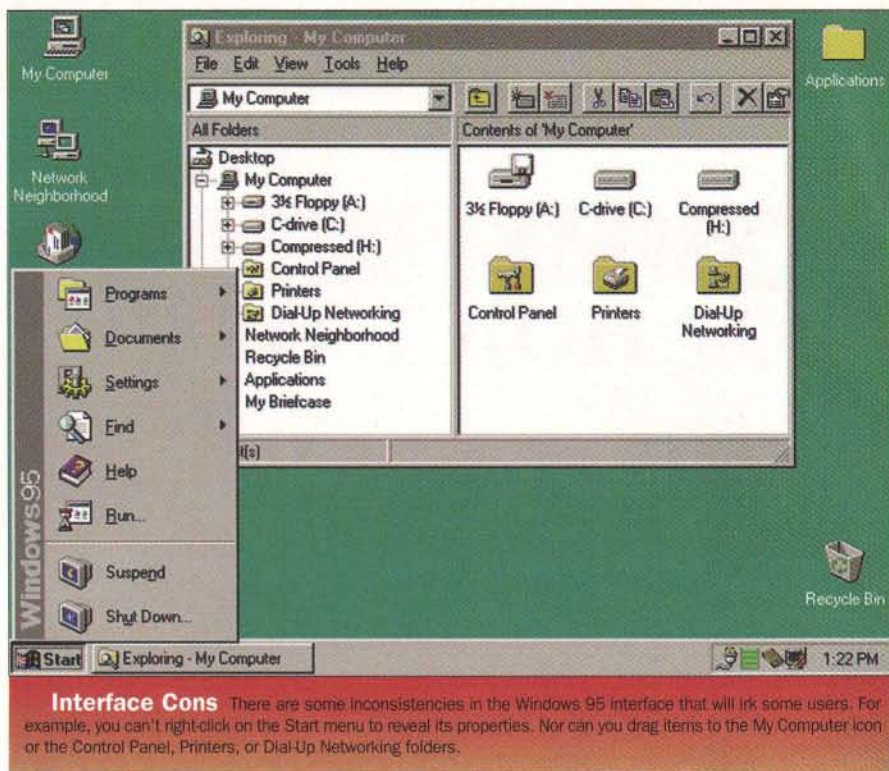 My Computer
Network
Neighborhood
Exploring - My Computer
File Edit View Tools Help
My Computer
All Folders
Contents of 'My Computer'
Desktop
My Computer
3½ Floppy (A:)
C-drive (C:)
Compressed (H:)
Control Panel
Printers
Dial-Up Networking
Network Neighborhood
Recycle Bin
Applications
My Briefcase
t(s)
3½ Floppy (A:)
C-drive (C:)
Compressed
(H:)
Control Panel
Printers
Dial-Up
Networking
Applications
Recycle Bin
Windows95
Programs
Documents
Settings
Find
Help
Run...
Suspend
Shut Down...
Start
Exploring - My Computer
1:22 PM
Interface Cons There are some inconsistencies in the Windows 95 interface that will irk some users. For
example, you can't right-click on the Start menu to reveal its properties. Nor can you drag items to the My Computer icon
or the Control Panel, Printers, or Dial-Up Networking folders.